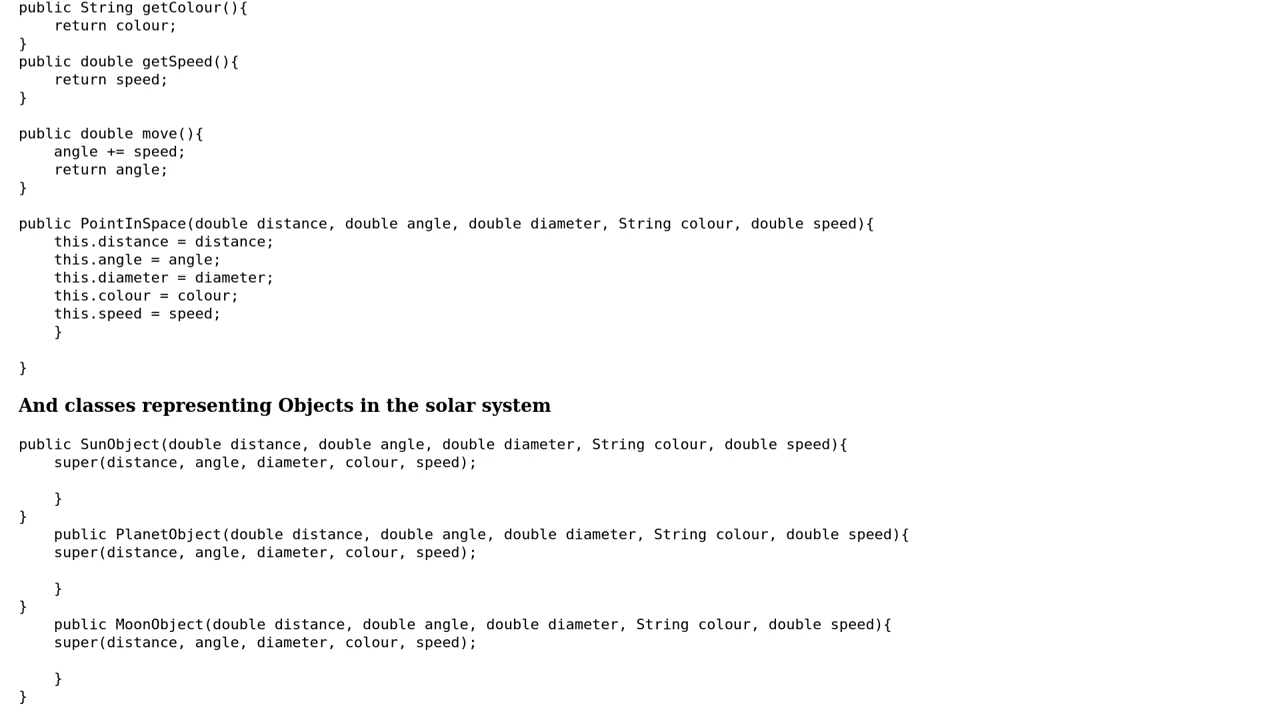 public String getColour(){
    return colour;
}
public double getSpeed(){
    return speed;
}

public double move(){
    angle += speed;
    return angle;
}

public PointInSpace(double distance, double angle, double diameter, String colour, double speed){
    this.distance = distance;
    this.angle = angle;
    this.diameter = diameter;
    this.colour = colour;
    this.speed = speed;
    }

}
And classes representing Objects in the solar system
public SunObject(double distance, double angle, double diameter, String colour, double speed){
    super(distance, angle, diameter, colour, speed);

    }
}
    public PlanetObject(double distance, double angle, double diameter, String colour, double speed){
    super(distance, angle, diameter, colour, speed);

    }
}
    public MoonObject(double distance, double angle, double diameter, String colour, double speed){
    super(distance, angle, diameter, colour, speed);

    }
}